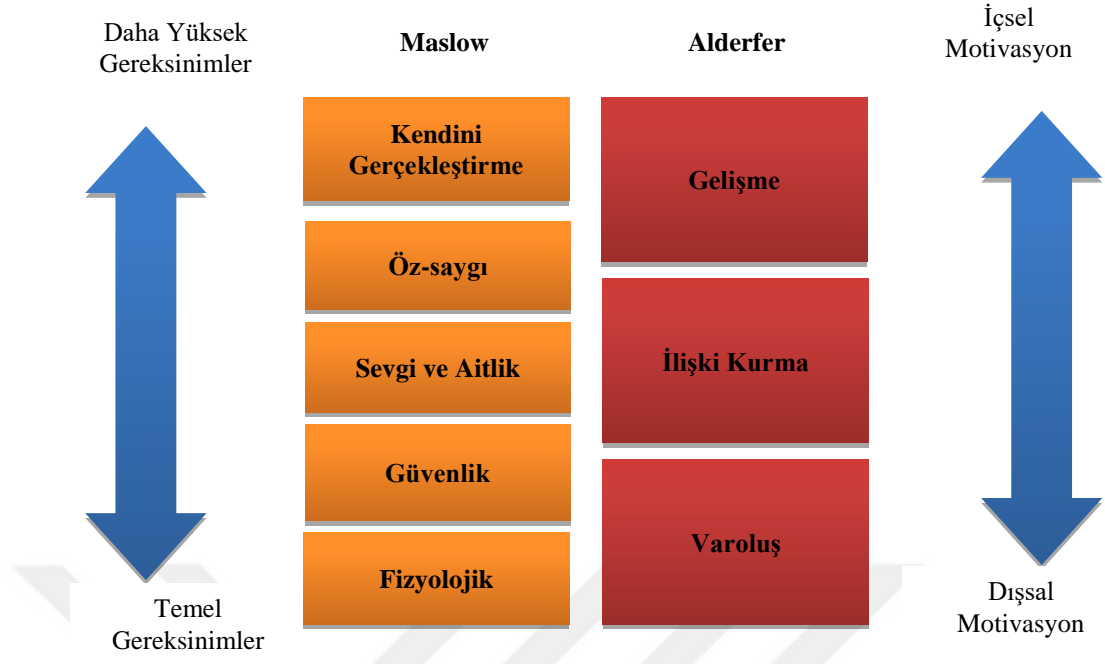 Daha Yüksek
Gereksinimler
Maslow
Alderfer
İçsel
Motivasyon
Kendini
Gerçekleştirme
Öz-saygı
Sevgi ve Aitlik
Güvenlik
Fizyolojik
Gelişme
İlişki Kurma
Varoluş
Temel
Gereksinimler
Dışsal
Motivasyon